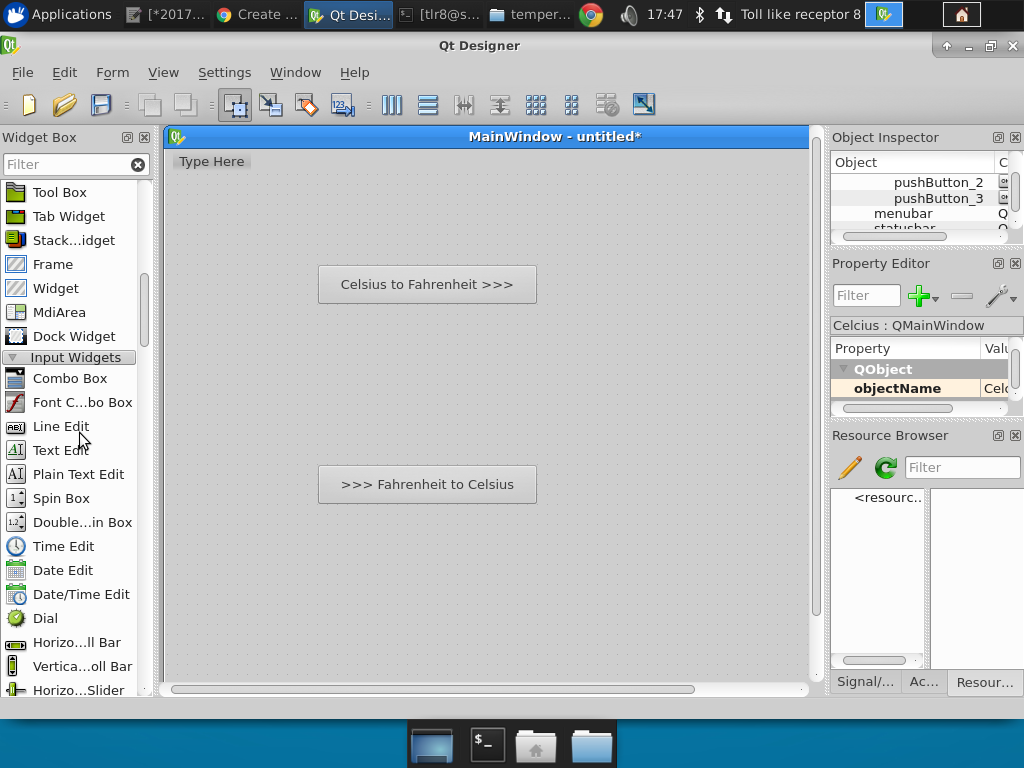 Applications
[*2017...
Create ...
Qt Desi...
[tlr8@s...
temper...
17:47
Toll like receptor 8
Qt Designer
File Edit Form View Settings Window Help
Widget Box
Filter
Tool Box
Tab Widget
Stack...idget
Frame
Widget
MdiArea
Dock Widget
Input Widgets
Combo Box
Font C...bo Box
Line Edit
Text Edit
Plain Text Edit
Spin Box
Double...in Box
Time Edit
Date Edit
Date/Time Edit
Dial
Horizo...ll Bar
Vertica...oll Bar
Horizo...Slider
MainWindow - untitled*
Type Here
Celsius to Fahrenheit >>>
>>> Fahrenheit to Celsius
Object Inspector
Object C
pushButton_2
pushButton_3
menubar Q
statusbar
Property Editor
Filter
Celcius : QMainWindow
Property Valu
QObject
objectName Celc
Resource Browser
Filter
<resourc..
Signal/... Ac... Resour...